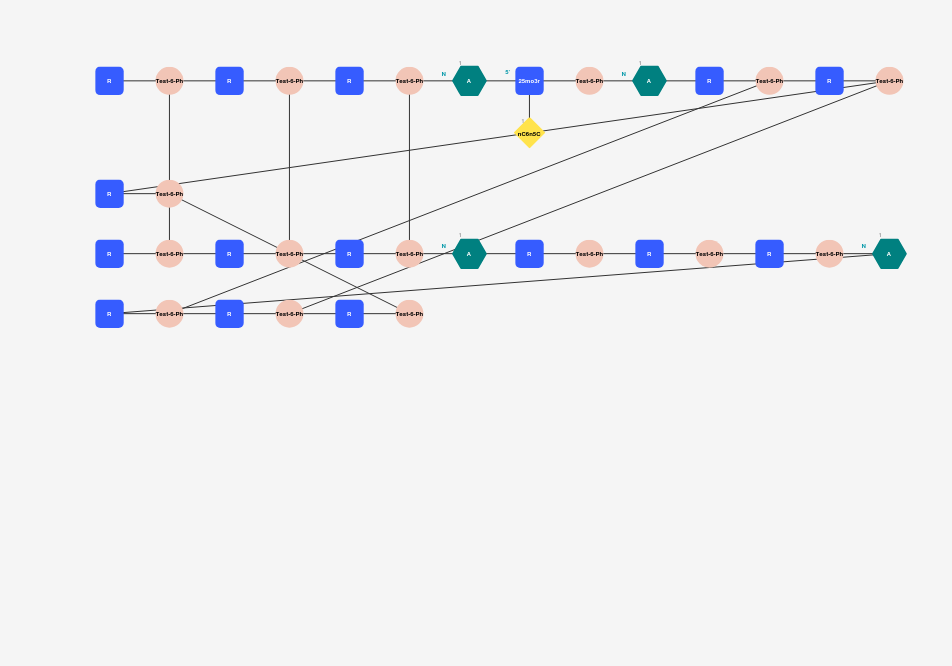 R Test-6-Ph R Test-6-Ph R Test-6-Ph N 1 A 5' 25mo3r Test-6-Ph N 1 A R Test-6-Ph R Test-6-Ph
1 nC6n5C
R Test-6-Ph
R Test-6-Ph R Test-6-Ph R Test-6-Ph N 1 A R Test-6-Ph R Test-6-Ph R Test-6-Ph N 1 A
R Test-6-Ph R Test-6-Ph R Test-6-Ph